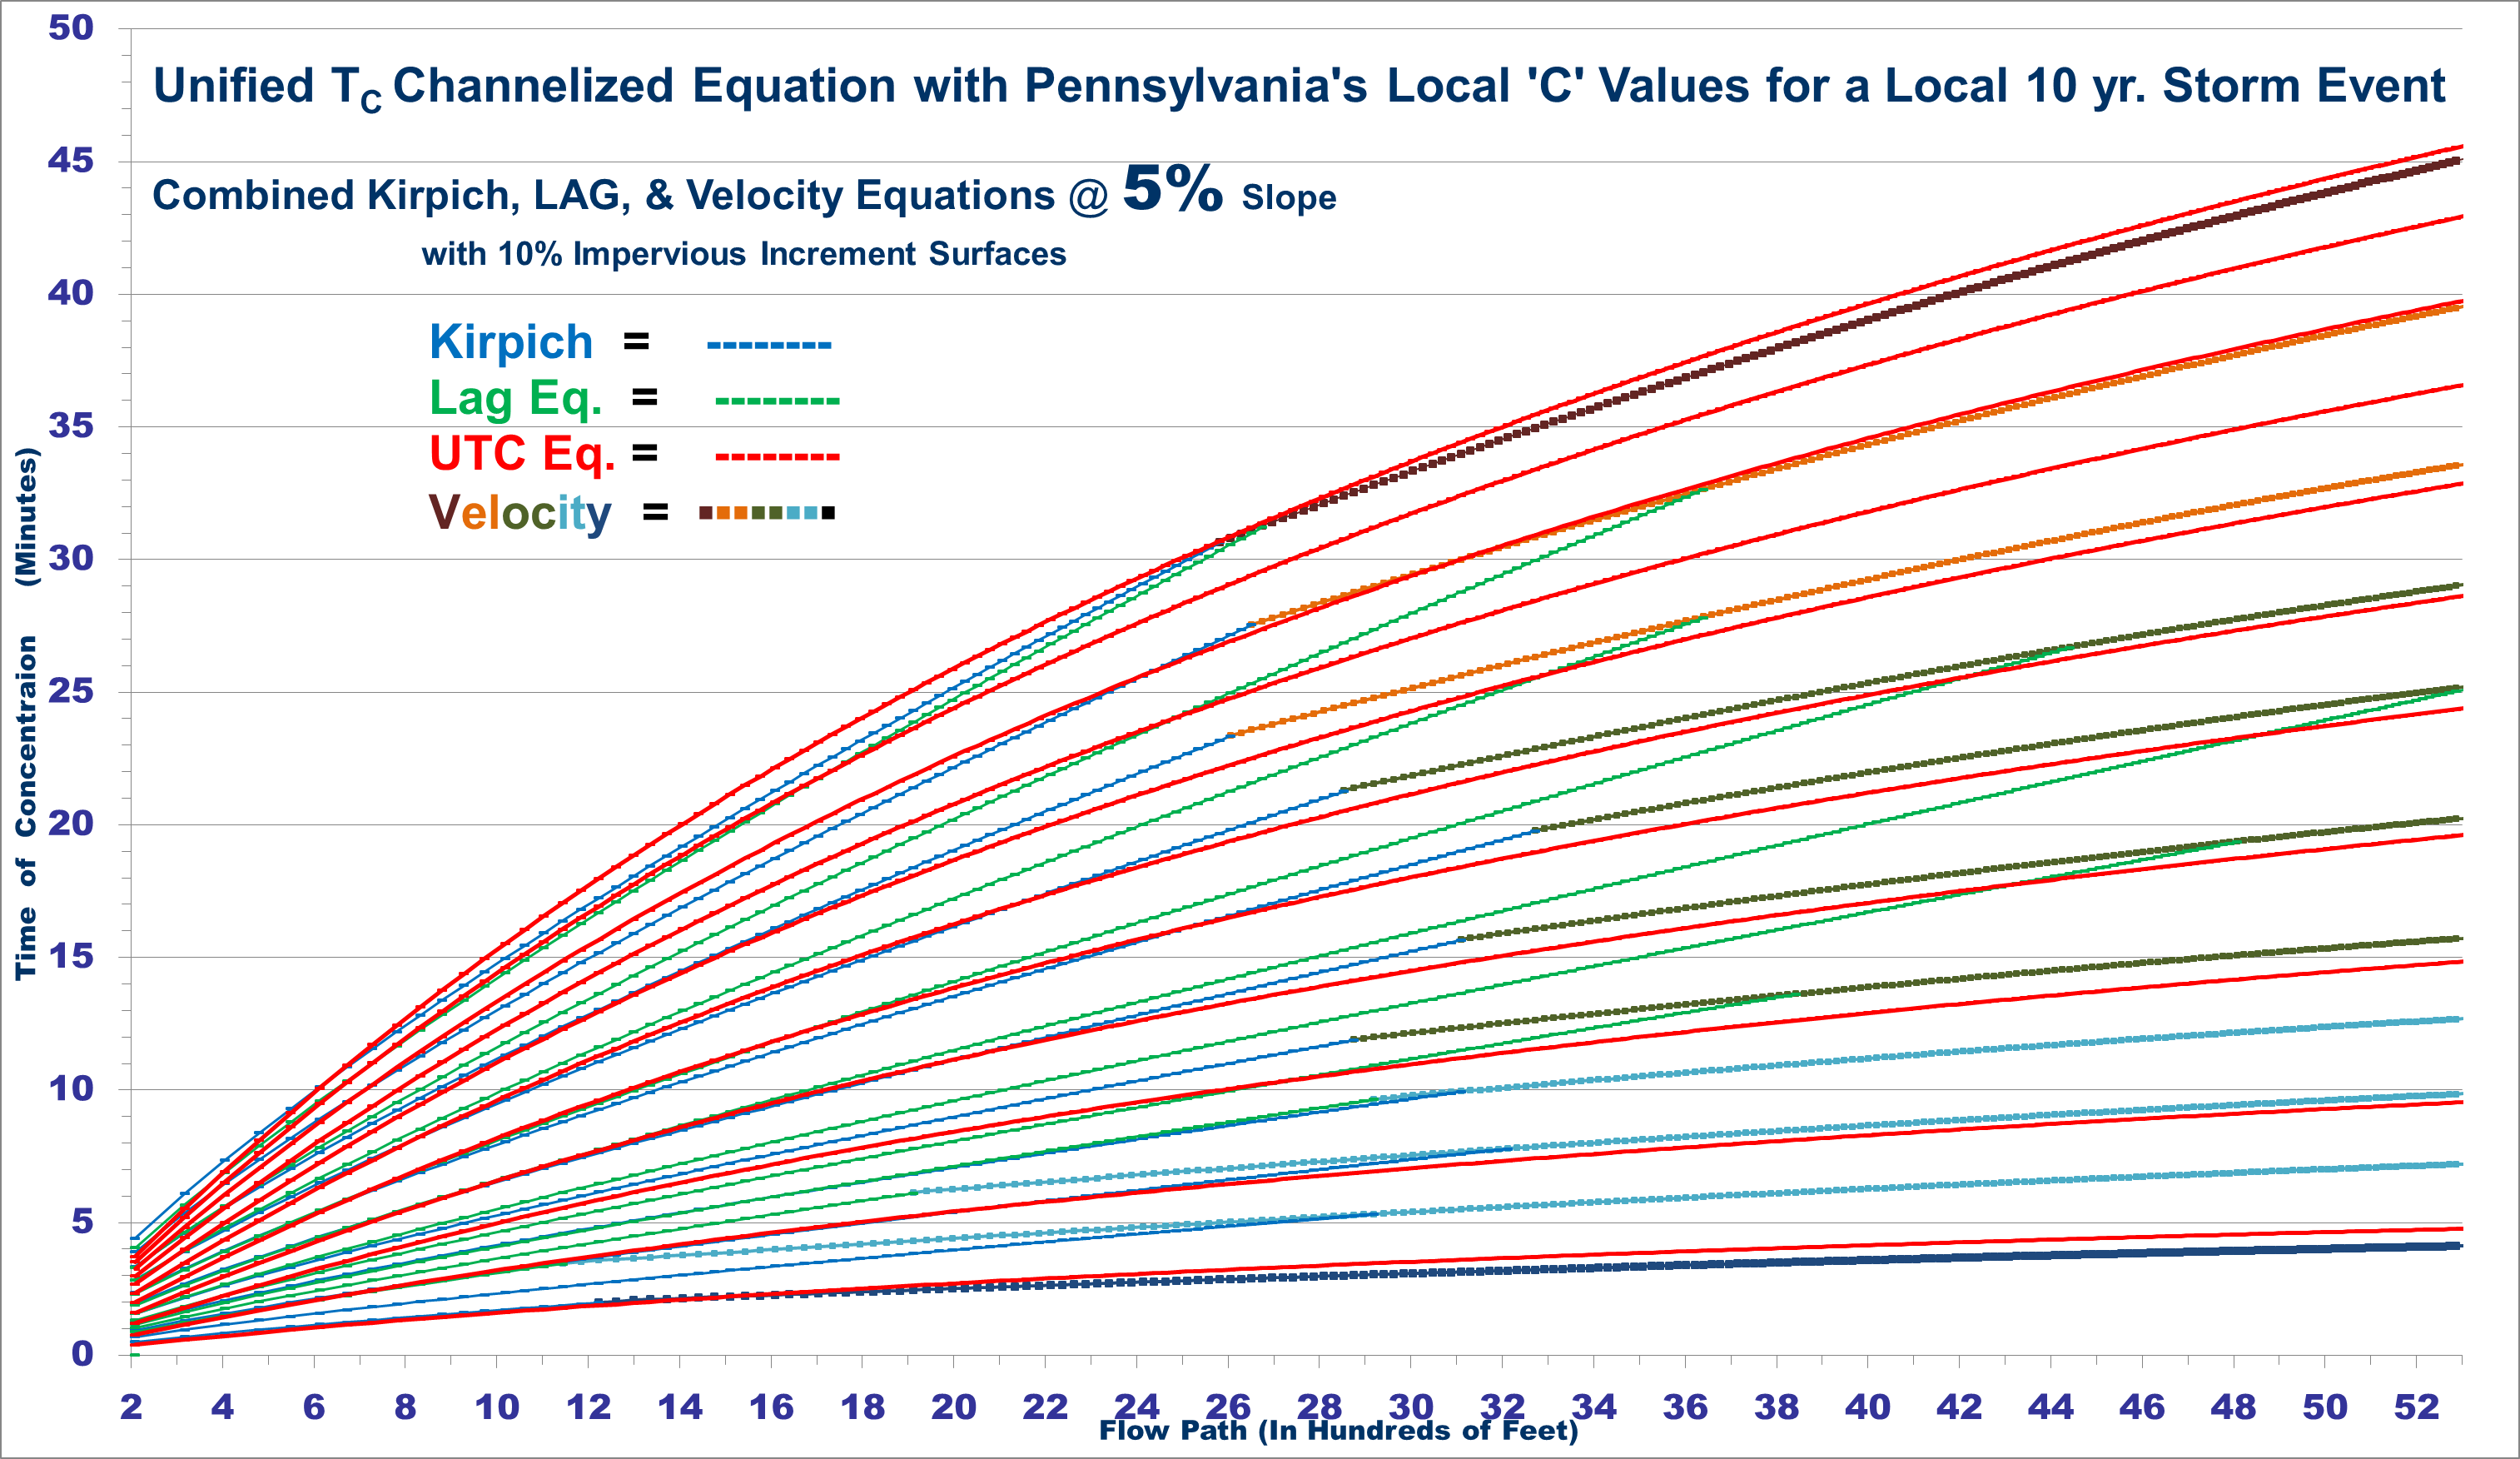 50
Unified TC Channelized Equation with Pennsylvania's Local 'C' Values for a Local 10 yr. Storm Event
45
Combined Kirpich, LAG, & Velocity Equations @ 5% Slope
with 10% Impervious Increment Surfaces
40
Kirpich = --------
Lag Eq. = --------
35
UTC Eq. = --------
Velocity =
30
25
20
15
10
5
0
Time of Concentraion (Minutes)
2 4 6 8 10 12 14 16 18 20 22 24 26 28 30 32 34 36 38 40 42 44 46 48 50 52
Flow Path (In Hundreds of Feet)